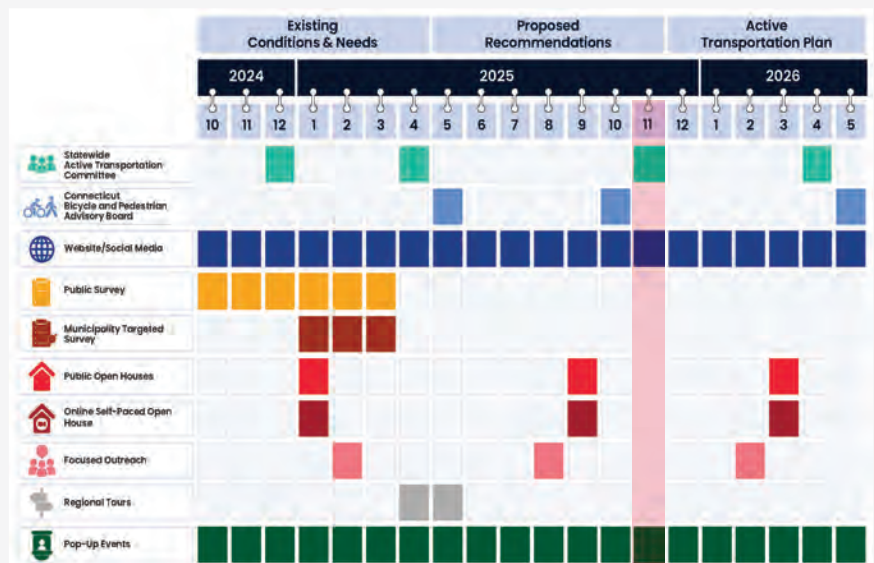 Existing
Conditions & Needs
Proposed
Recommendations
Active
Transportation Plan
2024
2025
2026
10 11 12 1 2 3 4 5 6 7 8 9 10 11 12 1 2 3 4 5
Statewide
Active Transportation
Committee
Connecticut
Bicycle and Pedestrian
Advisory Board
Website/Social Media
Public Survey
Municipality Targeted
Survey
Public Open Houses
Online Self-Paced Open
House
Focused Outreach
Regional Tours
Pop-Up Events